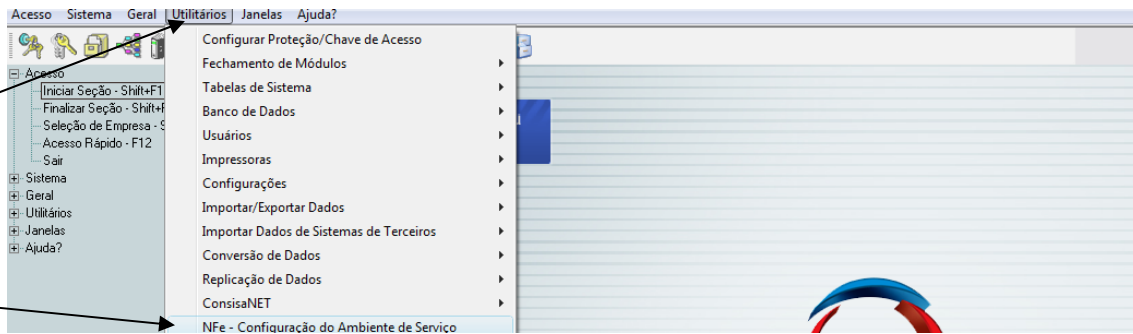 Acesso Sistema Geral Utilitários Janelas Ajuda?
Configurar Proteção/Chave de Acesso
Fechamento de Módulos
Tabelas de Sistema
Banco de Dados
Usuários
Impressoras
Configurações
Importar/Exportar Dados
Importar Dados de Sistemas de Terceiros
Conversão de Dados
Replicação de Dados
ConsisaNET
NFe - Configuração do Ambiente de Serviço
Acesso
Iniciar Seção - Shift+F1
Finalizar Seção - Shift+F
Seleção de Empresa - S
Acesso Rápido - F12
Sair
Sistema
Geral
Utilitários
Janelas
Ajuda?